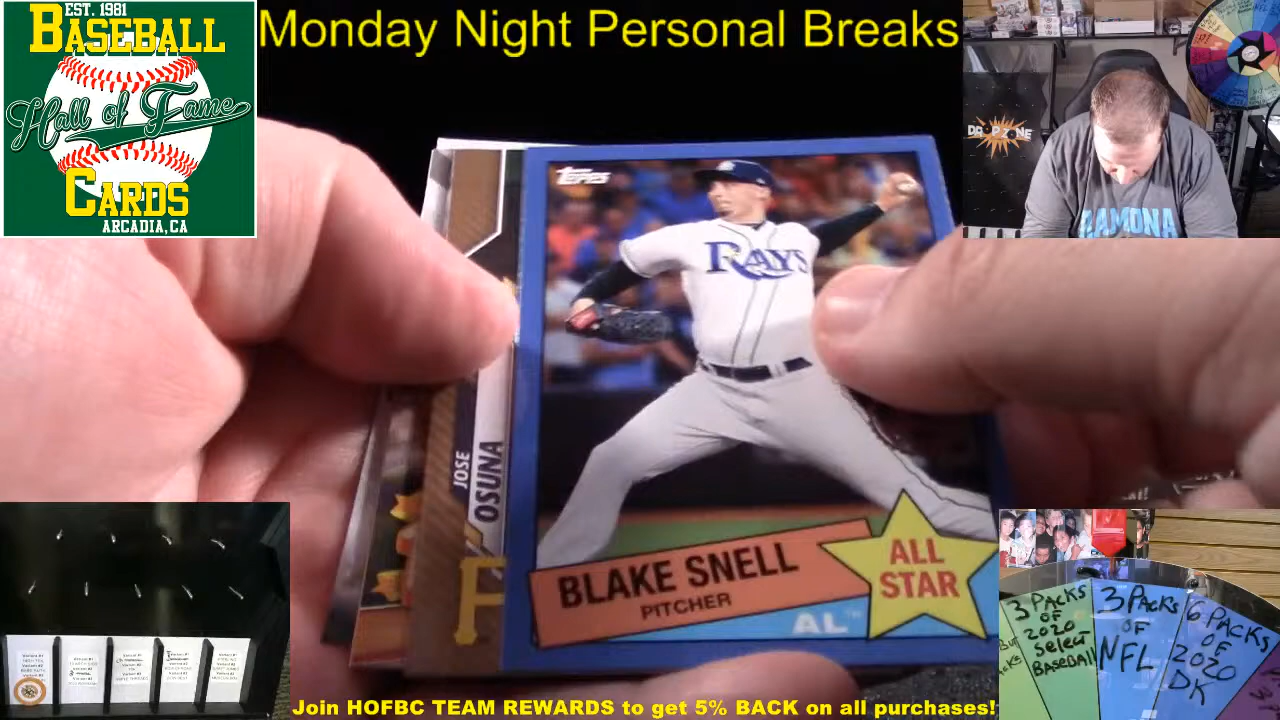 EST. 1981
BASEBALL
Hall of Fame
CARDS
ARCADIA, CA
Monday Night Personal Breaks
DROP ZONE
RAMONA
Topps
RAYS
JOSE
OSUNA
P
BLAKE SNELL
PITCHER
AL™
ALL
STAR
3 PACKS
OF
2020
Select
BASEBALL
3 PACKS
OF
NFL
6 PACKS
OF
2020
DK
Join HOFBC TEAM REWARDS to get 5% BACK on all purchases!